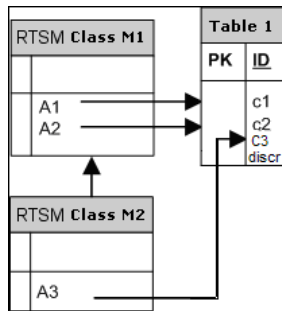 RTSM Class M1
A1
A2
Table 1
PK ID
c1
c2
C3
discr
RTSM Class M2
A3